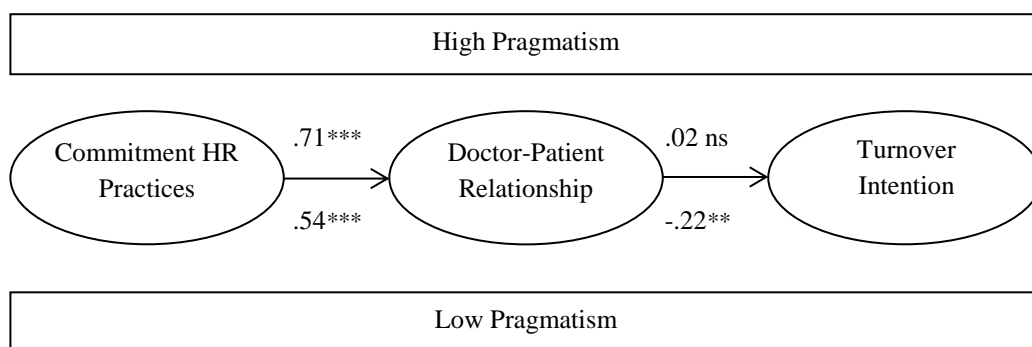 High Pragmatism
Commitment HR
Practices
.71***
.54***
Doctor-Patient
Relationship
.02 ns
-.22**
Turnover
Intention
Low Pragmatism